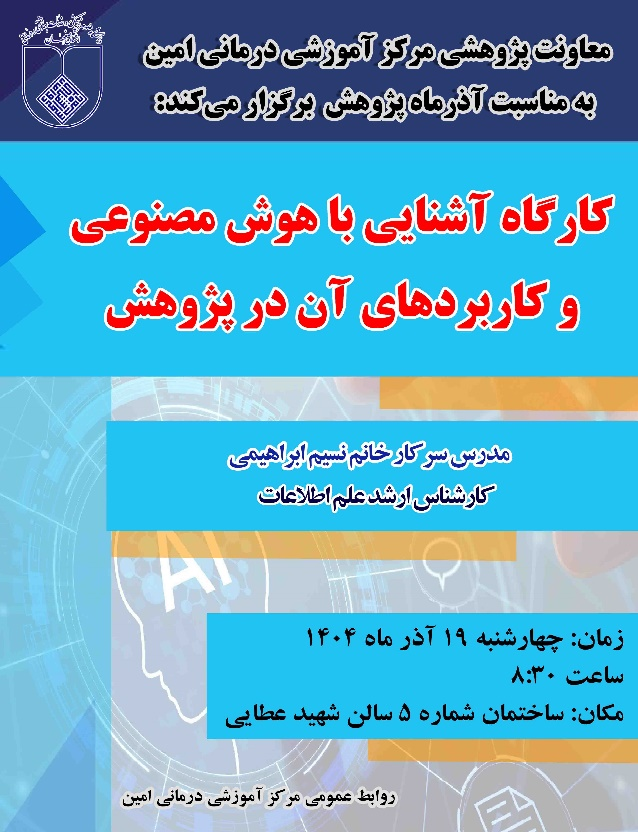 معاونت پژوهشی مرکز آموزشی درمانی امین
به مناسبت آذرماه پژوهش برگزار می‌کند:
کارگاه آشنایی با هوش مصنوعی
و کاربردهای آن در پژوهش
مدرس سرکار خانم نسیم ابراهیمی
کارشناس ارشد علم اطلاعات
AI
زمان: چهارشنبه ۱۹ آذر ماه ۱۴۰۴
ساعت ۸:۳۰
مکان: ساختمان شماره ۵ سالن شهید عطایی
روابط عمومی مرکز آموزشی درمانی امین